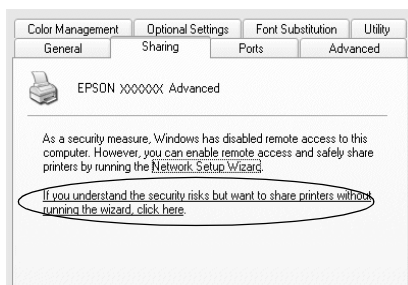 Color Management Optional Settings Font Substitution Utility
General Sharing Ports Advanced
EPSON XXXXXX Advanced
As a security measure, Windows has disabled remote access to this
computer. However, you can enable remote access and safely share
printers by running the Network Setup Wizard.
If you understand the security risks but want to share printers without
running the wizard, click here.